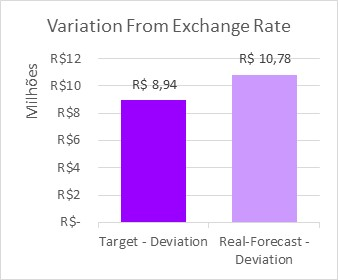 Variation From Exchange Rate
Milhões
R$12
R$10
R$8
R$6
R$4
R$2
R$-
R$ 8,94
R$ 10,78
Target - Deviation
Real-Forecast -
Deviation